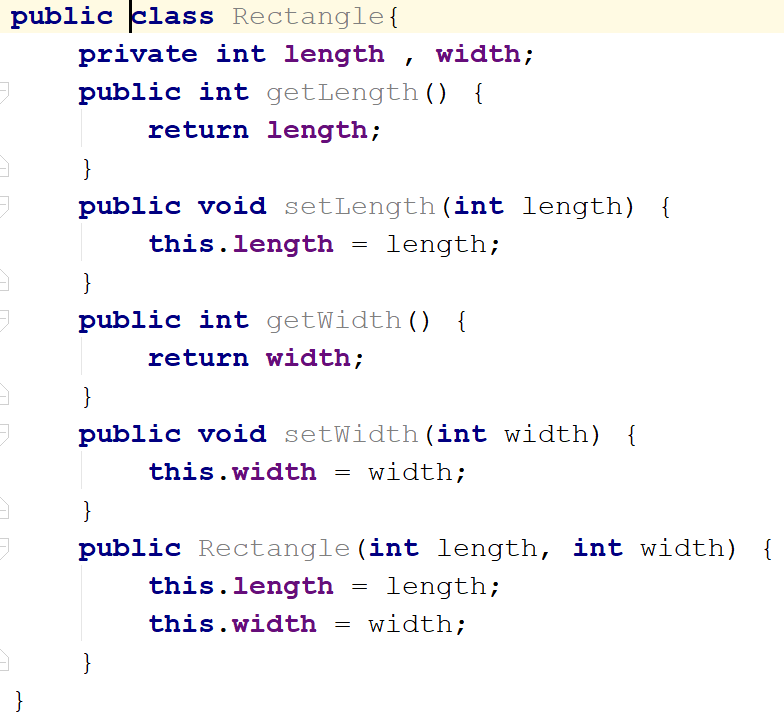 public class Rectangle{
private int length , width;
public int getLength() {
return length;
}
public void setLength(int length) {
this.length = length;
}
public int getWidth() {
return width;
}
public void setWidth(int width) {
this.width = width;
}
public Rectangle(int length, int width) {
this.length = length;
this.width = width;
}
}